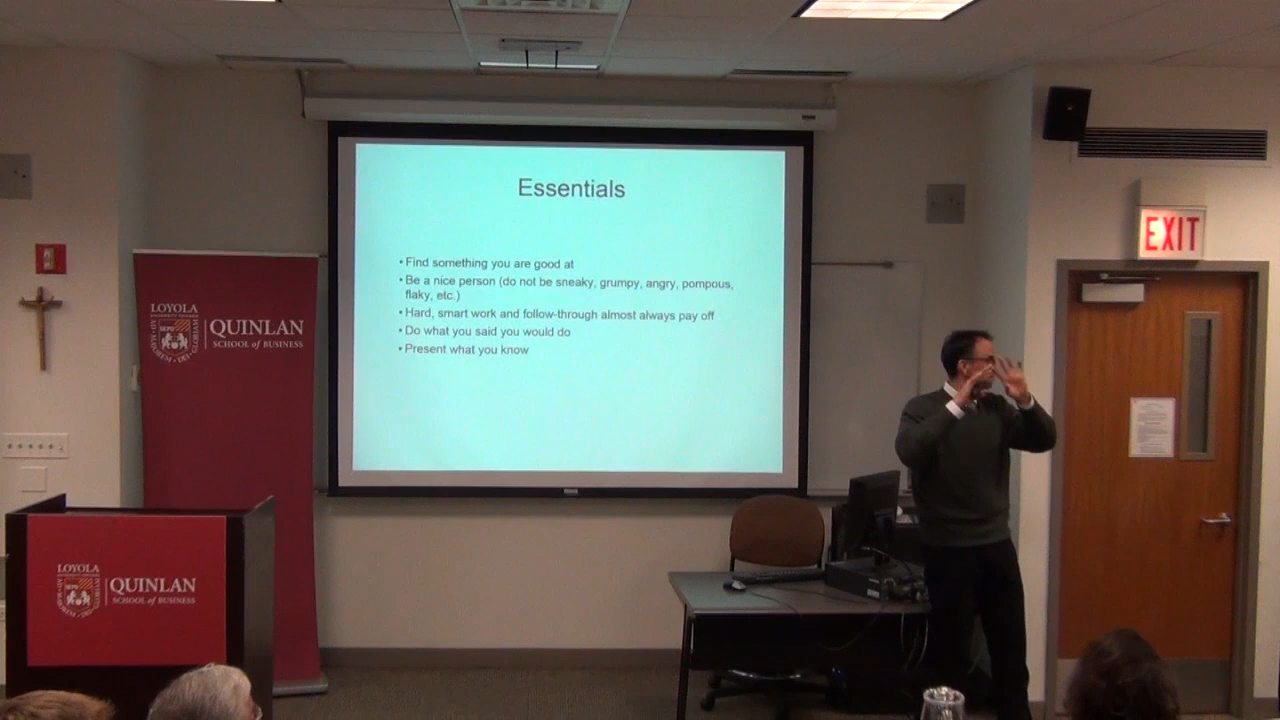 Essentials
• Find something you are good at
• Be a nice person (do not be sneaky, grumpy, angry, pompous,
flaky, etc.)
• Hard, smart work and follow-through almost always pay off
• Do what you said you would do
• Present what you know
LOYOLA
QUINLAN
SCHOOL of BUSINESS
EXIT
LOYOLA
QUINLAN
SCHOOL of BUSINESS